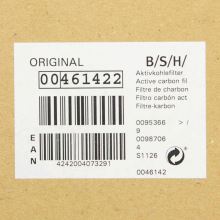 ORIGINAL
B/S/H/
00461422
Aktivkohlefilter
Active carbon fil
Filtre de charbon
Filtro carbón act
Filtre-karbon
0095366 > /
9
0098706
4
S1126
EAN
4242004073291
0046142